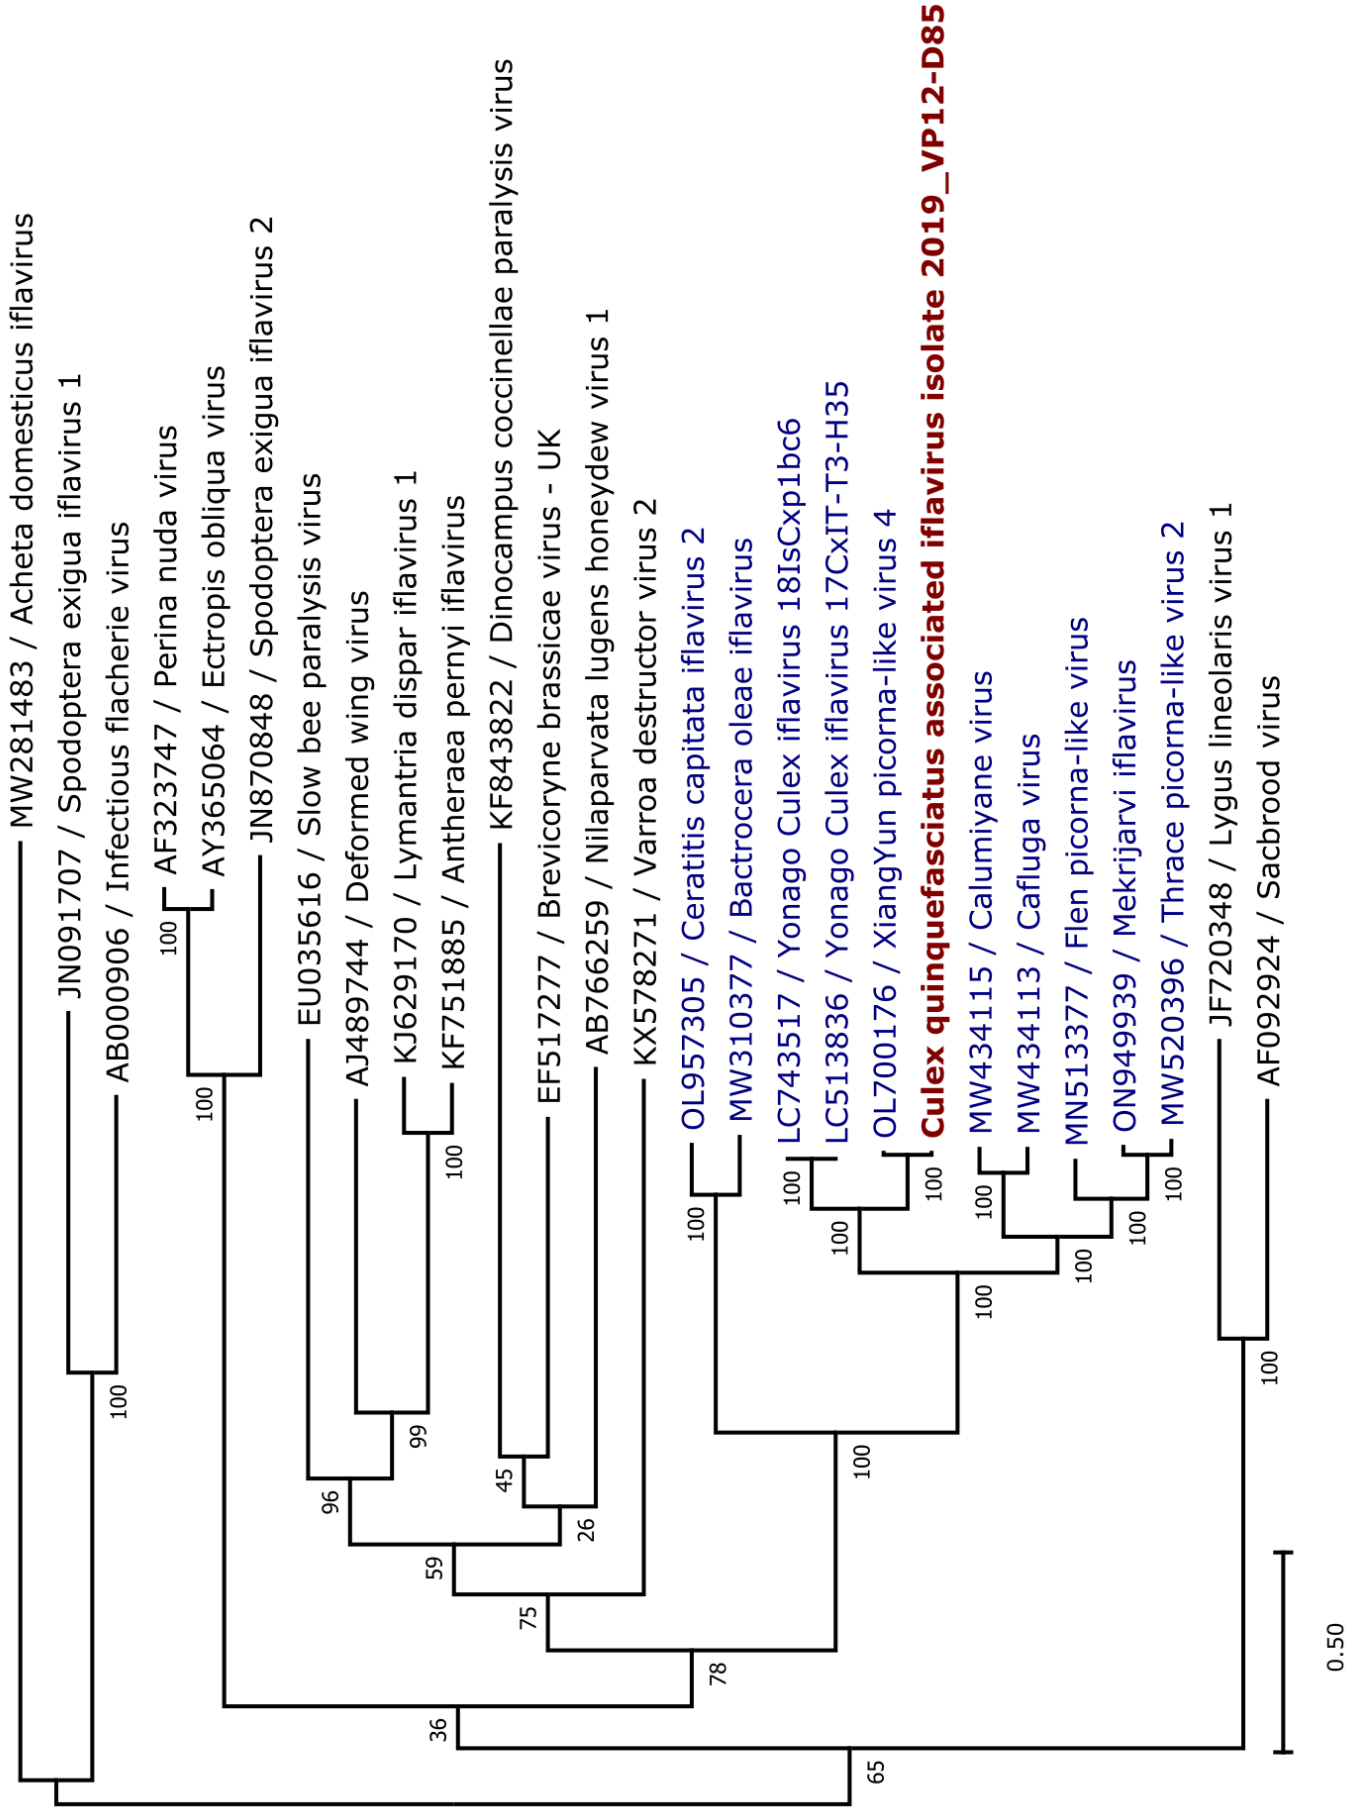 MW281483 / Acheta domesticus iflavirus
JN091707 / Spodoptera exigua iflavirus 1
AB000906 / Infectious flacherie virus
100
AF323747 / Perina nuda virus
AY365064 / Ectropis obliqua virus
100
JN870848 / Spodoptera exigua iflavirus 2
100
EU035616 / Slow bee paralysis virus
AJ489744 / Deformed wing virus
KJ629170 / Lymantria dispar iflavirus 1
KF751885 / Antheraea pernyi iflavirus
100
99
96
KF843822 / Dinocampus coccinellae paralysis virus
EF517277 / Brevicoryne brassicae virus - UK
45
AB766259 / Nilaparvata lugens honeydew virus 1
26
59
KX578271 / Varroa destructor virus 2
75
OL957305 / Ceratitis capitata iflavirus 2
MW310377 / Bactrocera oleae iflavirus
100
LC743517 / Yonago Culex iflavirus 18IsCxp1bc6
LC513836 / Yonago Culex iflavirus 17CxIT-T3-H35
100
OL700176 / XiangYun picorna-like virus 4
Culex quinquefasciatus associated iflavirus isolate 2019_VP12-D85
100
100
MW434115 / Calumiyane virus
MW434113 / Cafluga virus
100
MN513377 / Flen picorna-like virus
ON949939 / Mekrijarvi iflavirus
MW520396 / Thrace picorna-like virus 2
100
100
100
100
100
78
36
JF720348 / Lygus lineolaris virus 1
AF092924 / Sacbrood virus
100
65
0.50